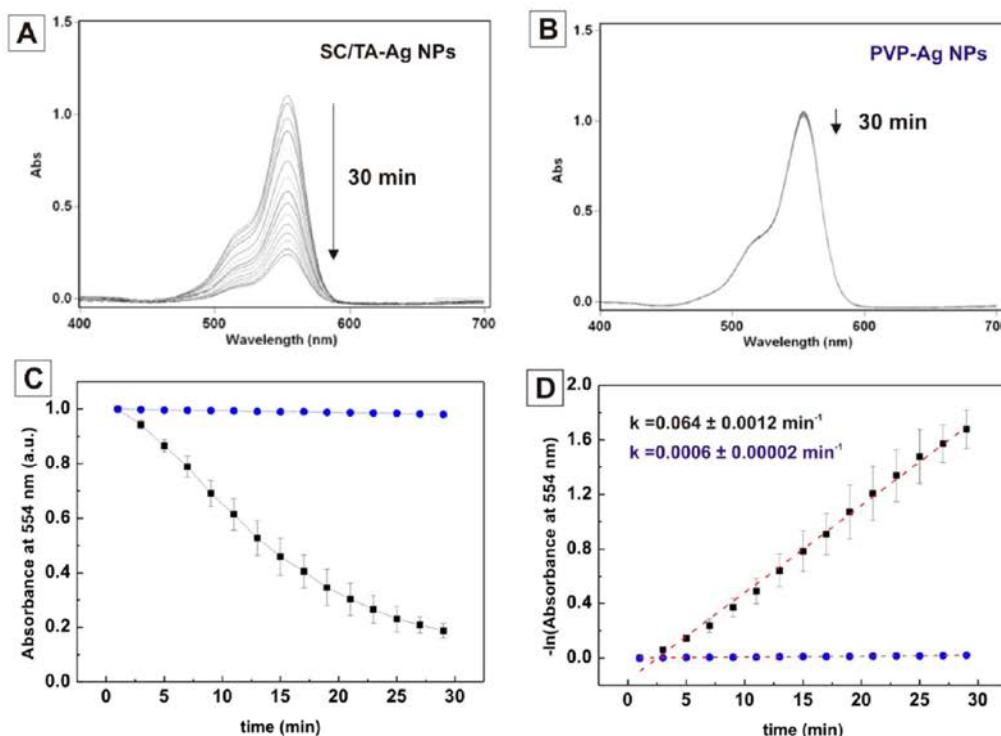 A
SC/TA-Ag NPs
30 min
1.5
1.0
0.5
0.0
Abs
400
500
600
700
Wavelength (nm)
B
PVP-Ag NPs
30 min
1.5
1.0
0.5
0.0
Abs
400
500
600
700
Wavelength (nm)
C
1.0
0.8
0.6
0.4
0.2
0.0
Absorbance at 554 nm (a.u.)
0
5
10
15
20
25
30
time (min)
D
k =0.064 ± 0.0012 min⁻¹
k =0.0006 ± 0.00002 min⁻¹
2.0
1.6
1.2
0.8
0.4
0.0
-ln(Absorbance at 554 nm)
0
5
10
15
20
25
30
time (min)